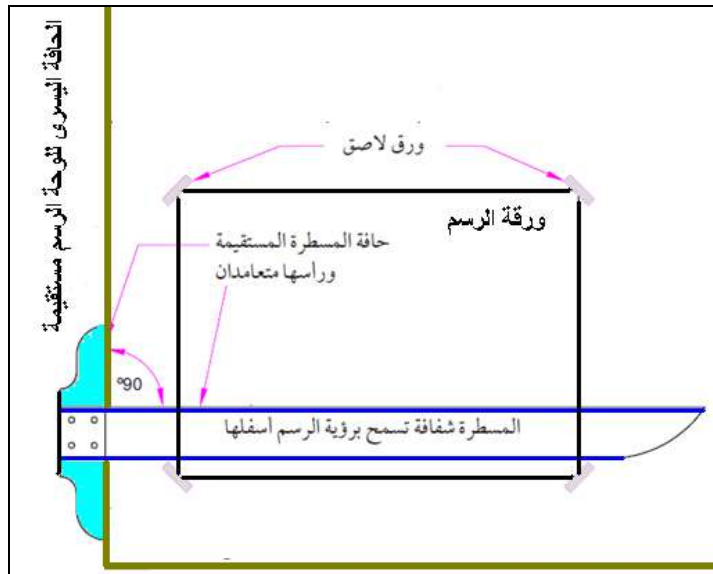 الحافة اليسرى للوحة الرسم مستقيمة
ورق لاصق
ورقة الرسم
حافة المسطرة المستقيمة
ورأسها متعامدان
°90
المسطرة شفافة تسمح برؤية الرسم أسفلها